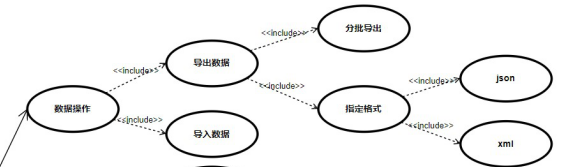 分批导出
<<include>>
导出数据
<<include>>
<<include>>
json
<<include>>
数据操作
指定格式
<<include>>
<<include>>
导入数据
xml